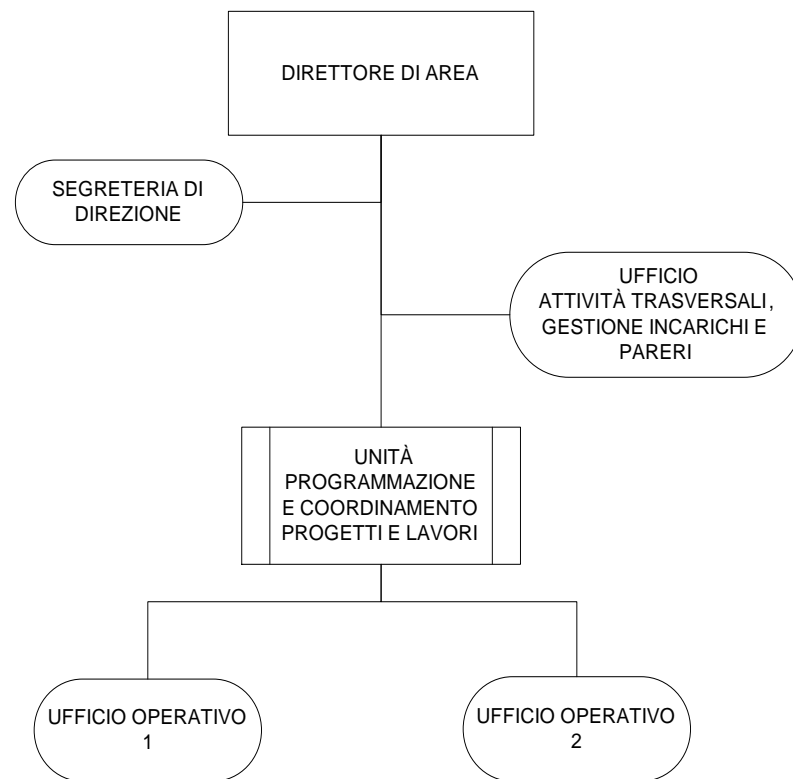 DIRETTORE DI AREA
SEGRETERIA DI
DIREZIONE
UFFICIO
ATTIVITÀ TRASVERSALI,
GESTIONE INCARICHI E
PARERI
UNITÀ
PROGRAMMAZIONE
E COORDINAMENTO
PROGETTI E LAVORI
UFFICIO OPERATIVO
1
UFFICIO OPERATIVO
2